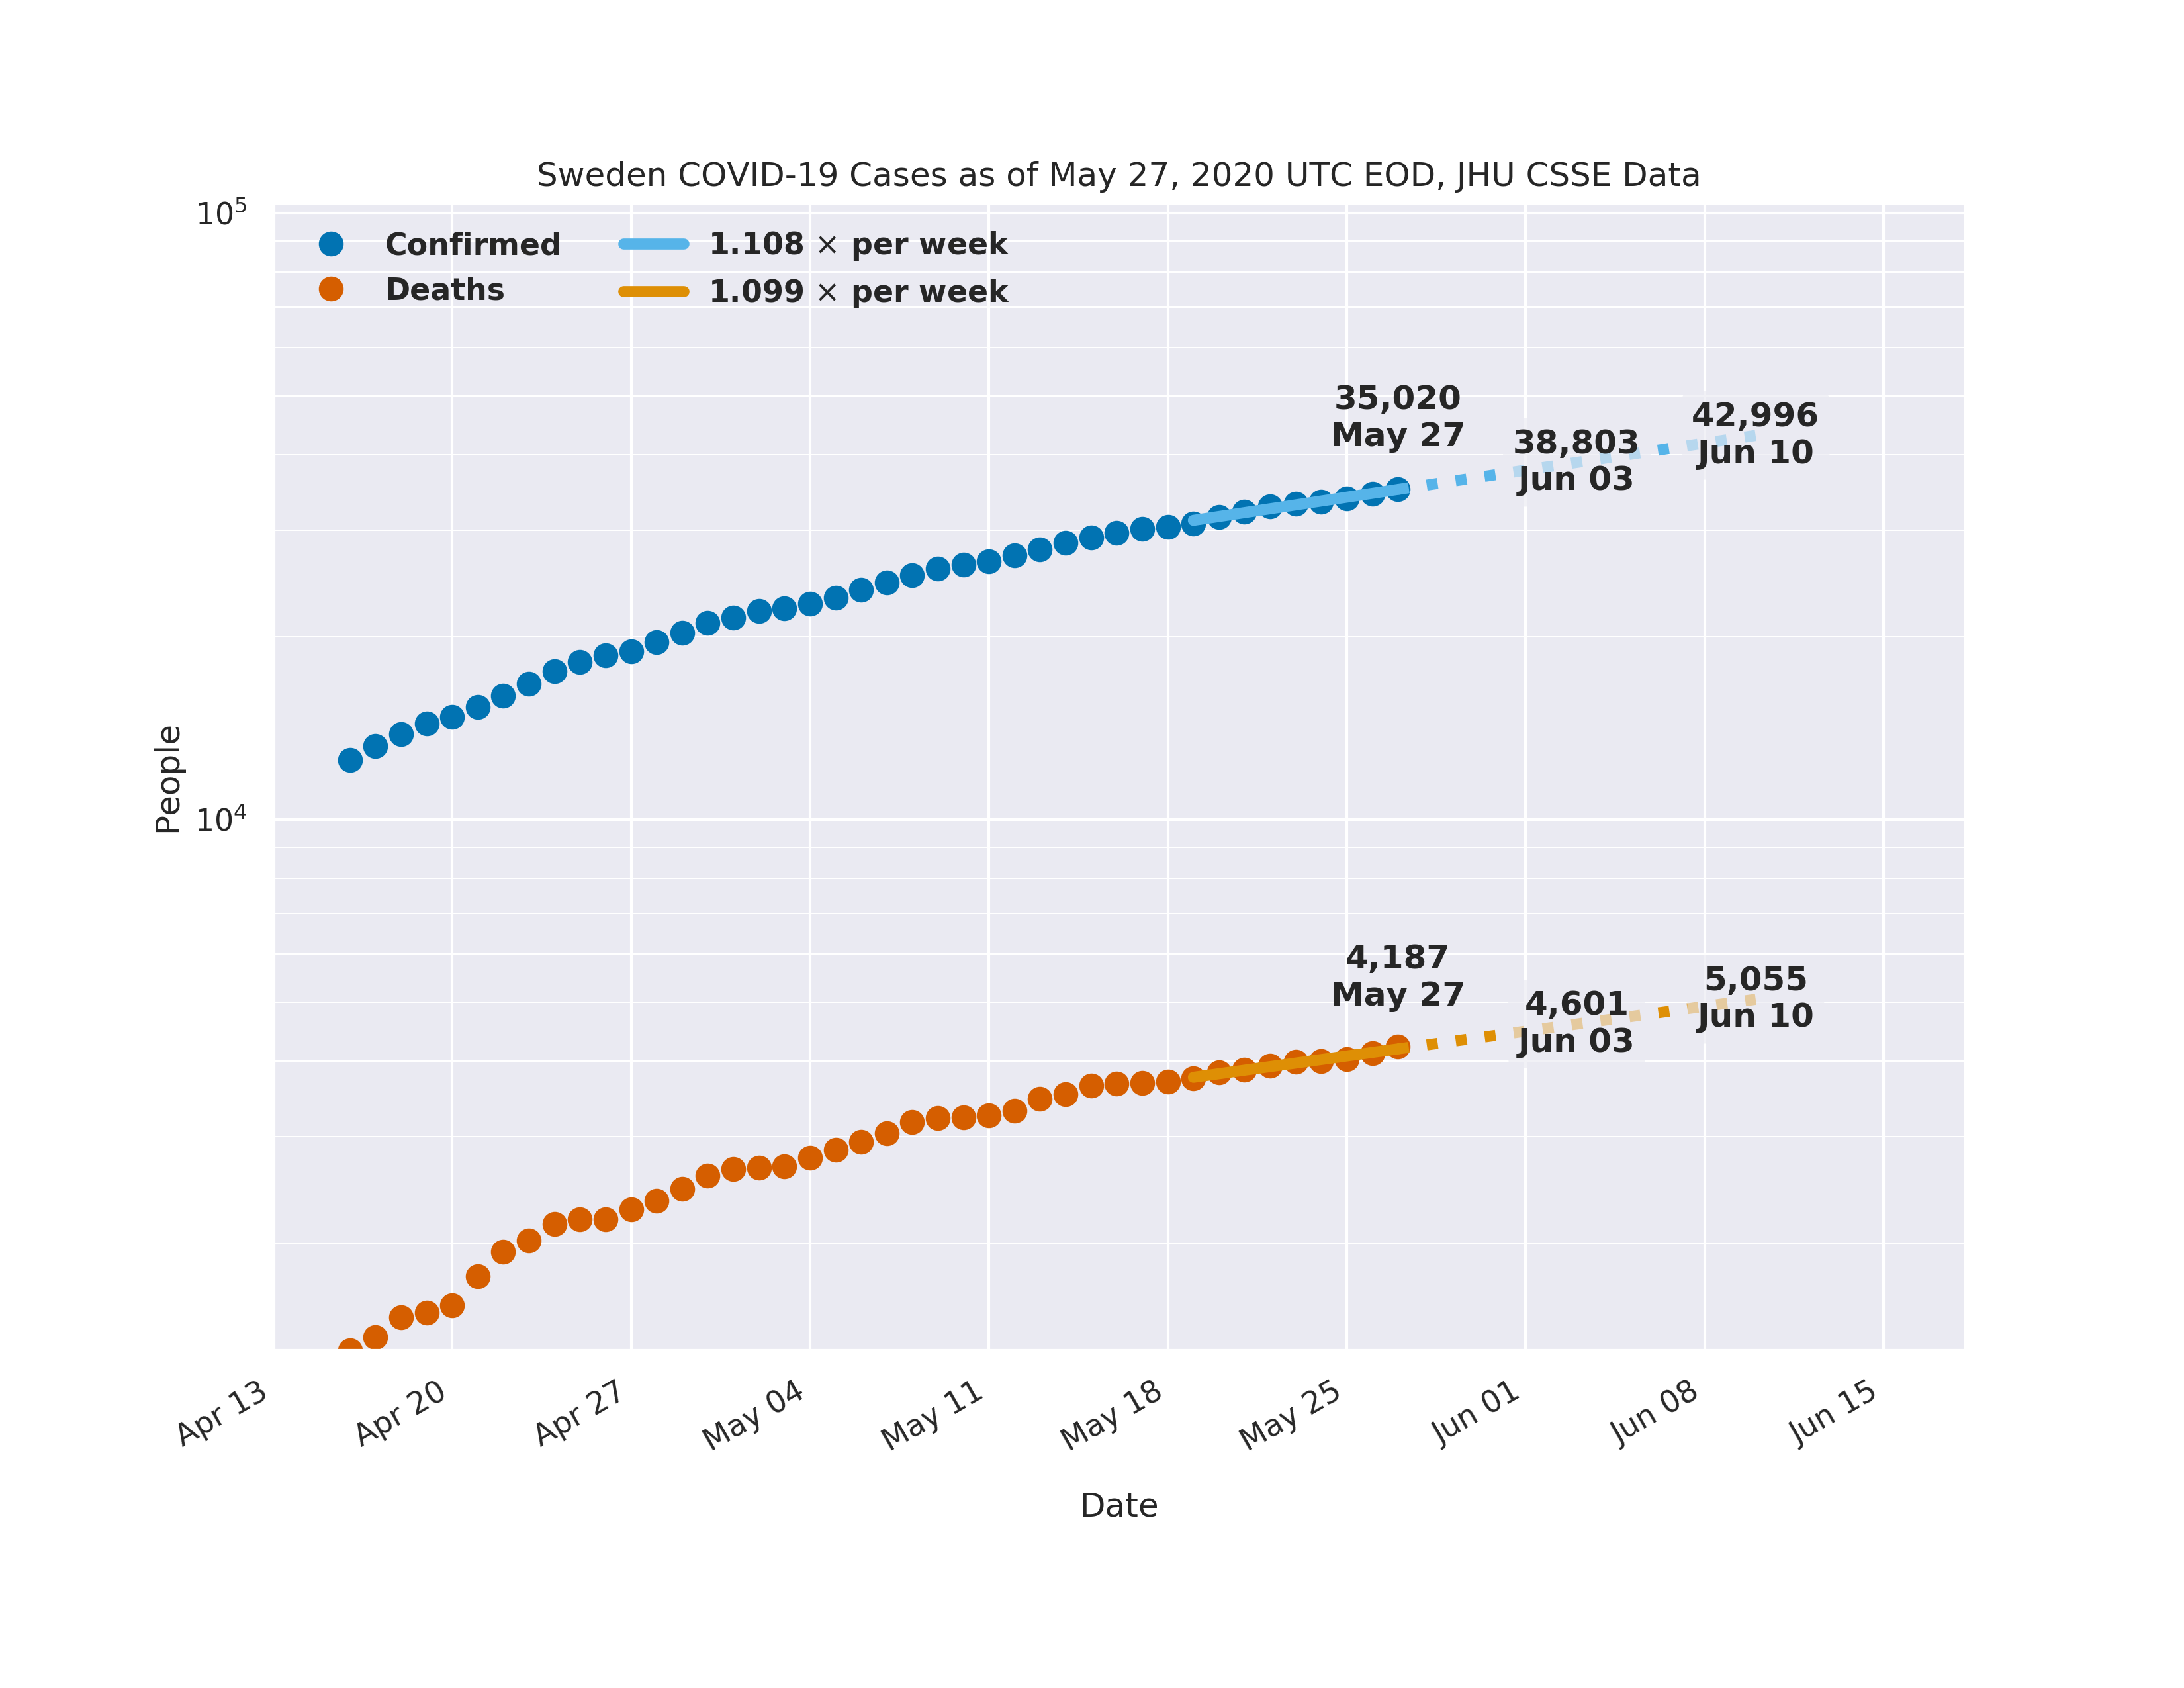 Sweden COVID-19 Cases as of May 27, 2020 UTC EOD, JHU CSSE Data
10⁵
Confirmed
Deaths
1.108 × per week
1.099 × per week
35,020
May 27
38,803
Jun 03
42,996
Jun 10
People
10⁴
4,187
May 27
4,601
Jun 03
5,055
Jun 10
Apr 13
Apr 20
Apr 27
May 04
May 11
May 18
May 25
Jun 01
Jun 08
Jun 15
Date